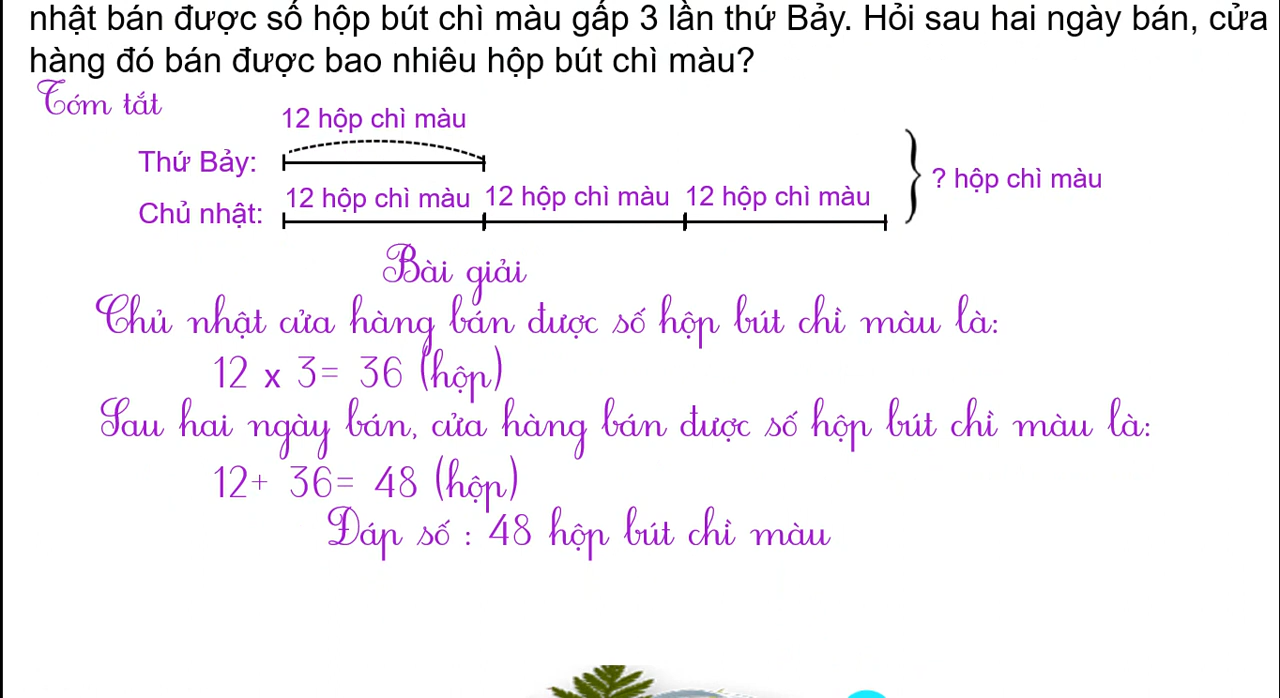 nhật bán được số hộp bút chì màu gấp 3 lần thứ Bảy. Hỏi sau hai ngày bán, cửa
hàng đó bán được bao nhiêu hộp bút chì màu?
Tóm tắt
12 hộp chì màu
Thứ Bảy:
? hộp chì màu
12 hộp chì màu 12 hộp chì màu 12 hộp chì màu
Chủ nhật:
Bài giải
Chủ nhật cửa hàng bán được số hộp bút chì màu là:
12 x 3= 36 (hộp)
Sau hai ngày bán, cửa hàng bán được số hộp bút chì màu là:
12+ 36= 48 (hộp)
Đáp số : 48 hộp bút chì màu